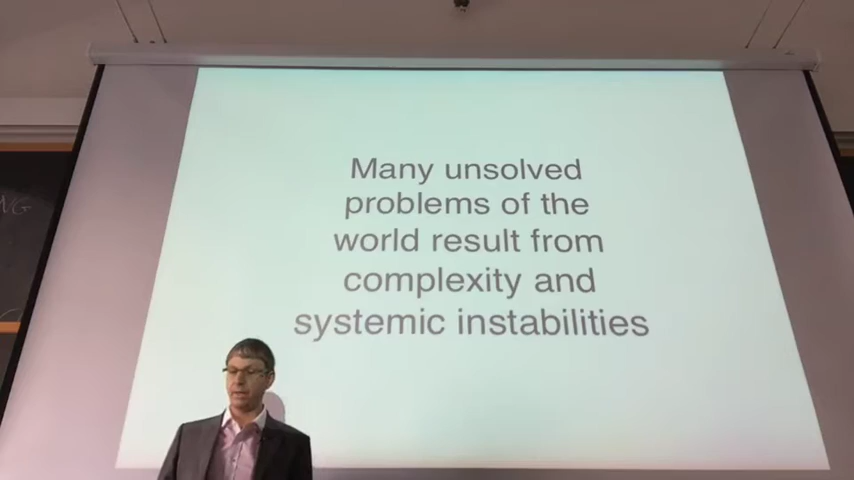 Many unsolved
problems of the
world result from
complexity and
systemic instabilities